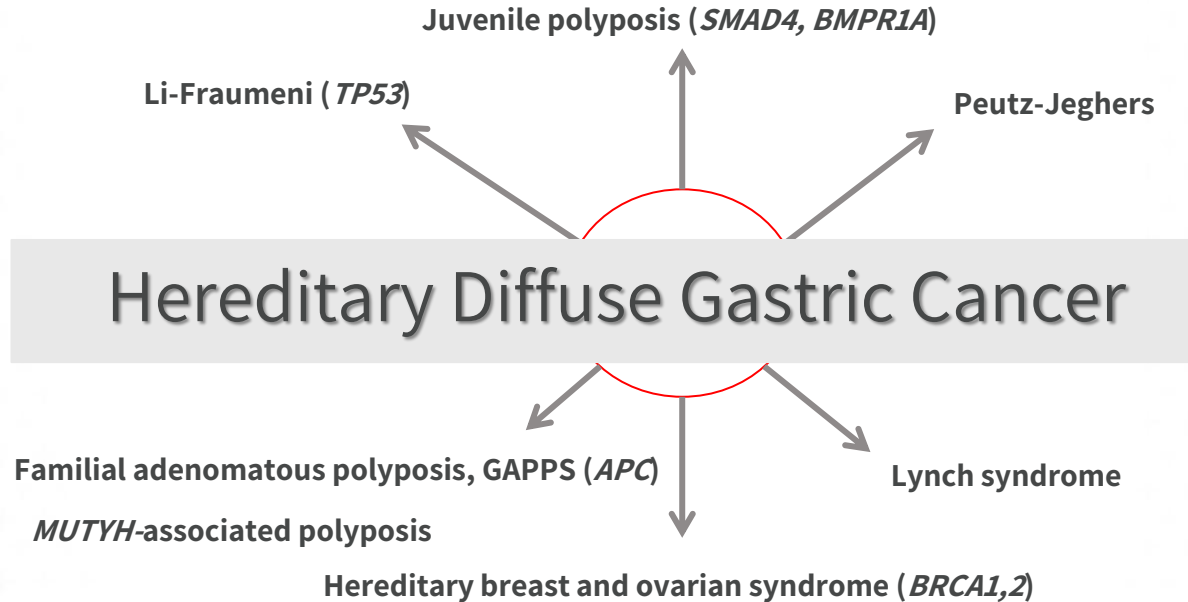 Juvenile polyposis (SMAD4, BMPR1A)
Li-Fraumeni (TP53)
Peutz-Jeghers
Hereditary Diffuse Gastric Cancer
Familial adenomatous polyposis, GAPPS (APC)
Lynch syndrome
MUTYH-associated polyposis
Hereditary breast and ovarian syndrome (BRCA1,2)